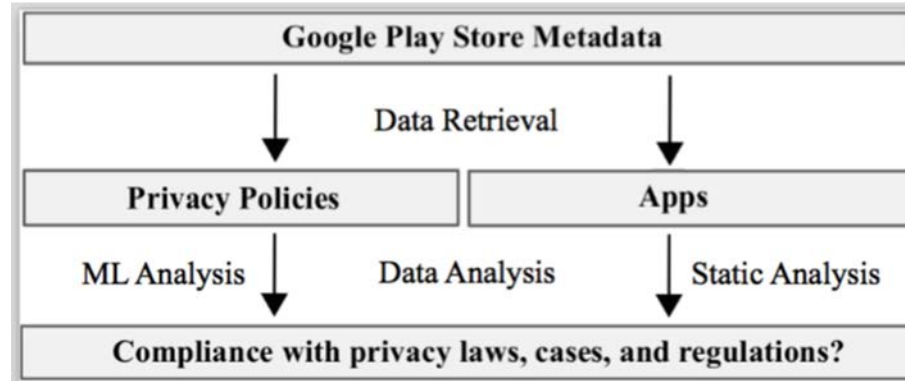 Google Play Store Metadata
Data Retrieval
Privacy Policies
Apps
ML Analysis
Data Analysis
Static Analysis
Compliance with privacy laws, cases, and regulations?